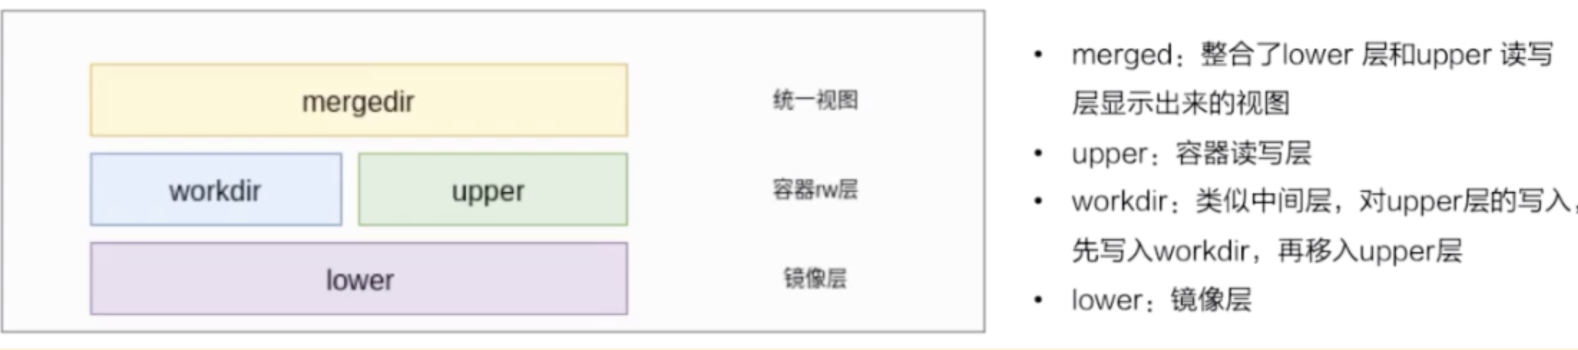 mergedir
统一视图
workdir
upper
容器rw层
lower
镜像层
• merged：整合了lower 层和upper 读写
层显示出来的视图
• upper：容器读写层
• workdir：类似中间层，对upper层的写入，
先写入workdir，再移入upper层
• lower：镜像层